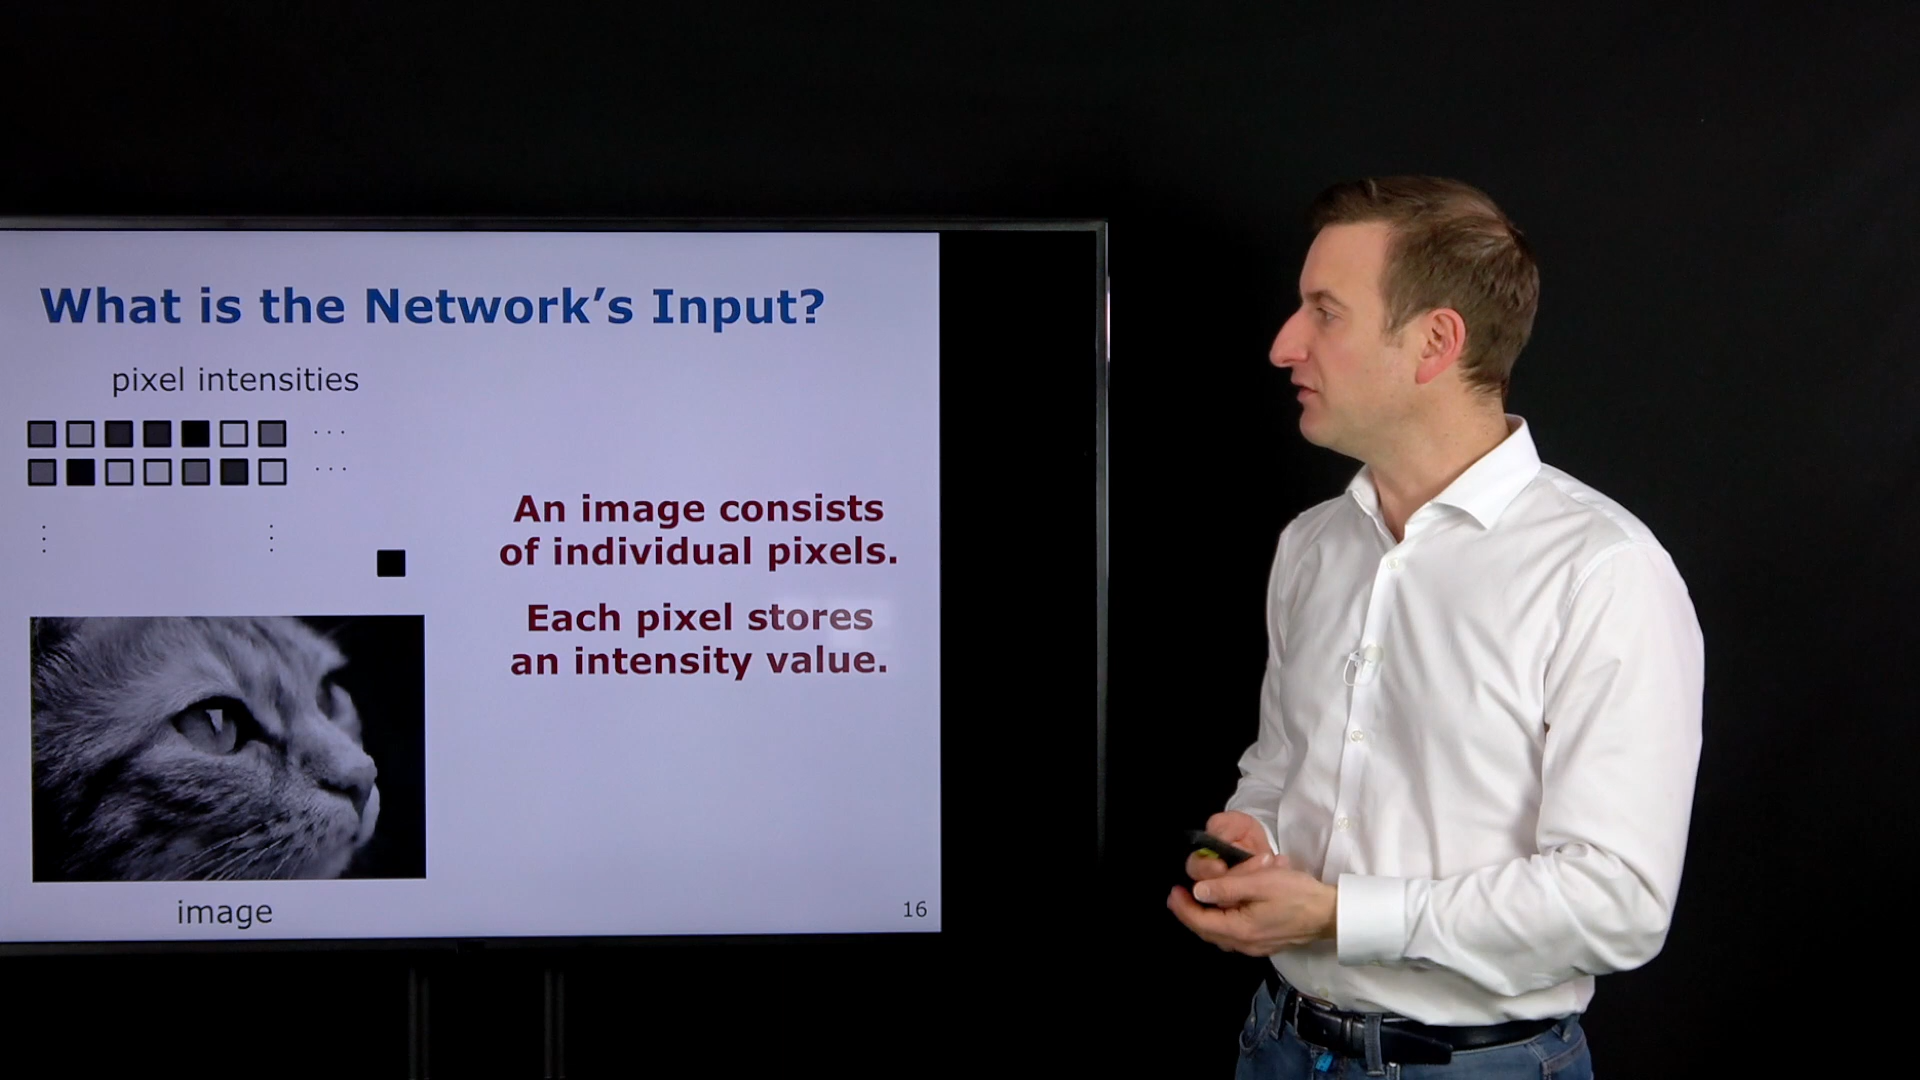 What is the Network’s Input?
pixel intensities
An image consists
of individual pixels.
Each pixel stores
an intensity value.
image
16